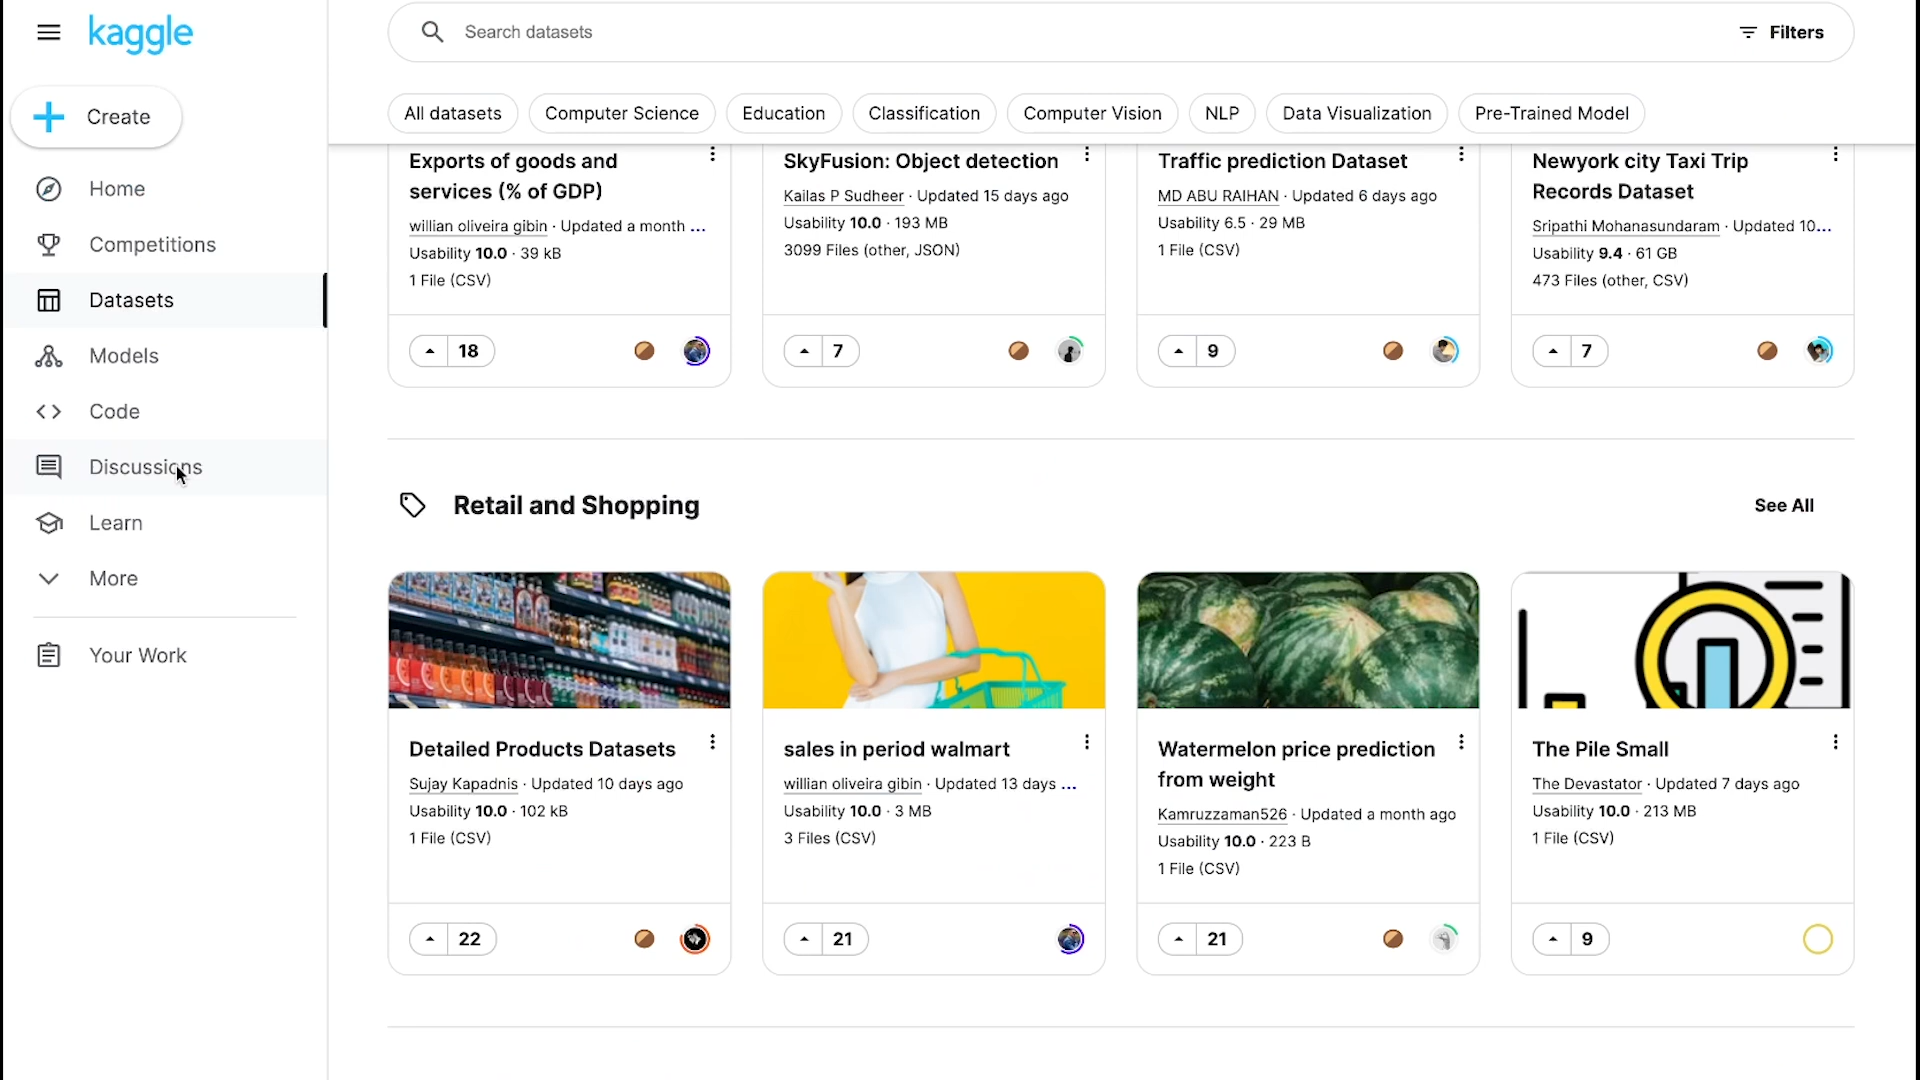 kaggle
Create
Home
Competitions
Datasets
Models
Code
Discussions
Learn
More
Your Work
Search datasets
Filters
All datasets
Computer Science
Education
Classification
Computer Vision
NLP
Data Visualization
Pre-Trained Model
Exports of goods and
services (% of GDP)
willian oliveira gibin · Updated a month ...
Usability 10.0 · 39 kB
1 File (CSV)
18
SkyFusion: Object detection
Kailas P Sudheer · Updated 15 days ago
Usability 10.0 · 193 MB
3099 Files (other, JSON)
7
Traffic prediction Dataset
MD ABU RAIHAN · Updated 6 days ago
Usability 6.5 · 29 MB
1 File (CSV)
9
Newyork city Taxi Trip
Records Dataset
Sripathi Mohanasundaram · Updated 10...
Usability 9.4 · 61 GB
473 Files (other, CSV)
7
Retail and Shopping
See All
Detailed Products Datasets
Sujay Kapadnis · Updated 10 days ago
Usability 10.0 · 102 kB
1 File (CSV)
22
sales in period walmart
willian oliveira gibin · Updated 13 days ...
Usability 10.0 · 3 MB
3 Files (CSV)
21
Watermelon price prediction
from weight
Kamruzzaman526 · Updated a month ago
Usability 10.0 · 223 B
1 File (CSV)
21
The Pile Small
The Devastator · Updated 7 days ago
Usability 10.0 · 213 MB
1 File (CSV)
9